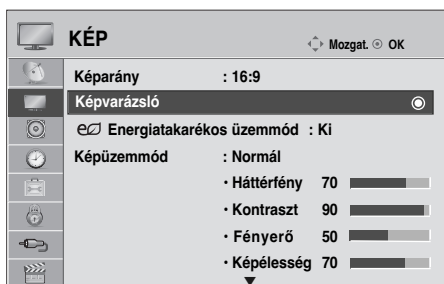 KÉP
Mozgat. OK
Képarány : 16:9
Képvarázsló
Energiatakarékos üzemmód : Ki
Képüzemmód : Normál
• Háttérfény 70
• Kontraszt 90
• Fényerő 50
• Képélesség 70